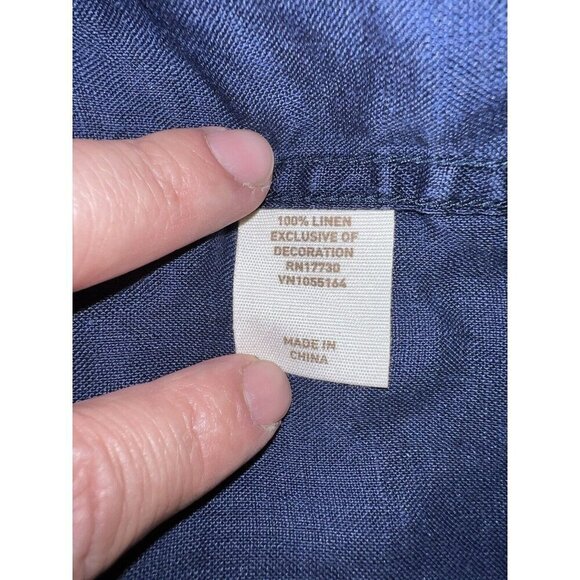 100% LINEN
EXCLUSIVE OF
DECORATION
RN17730
VN1055164
MADE IN
CHINA